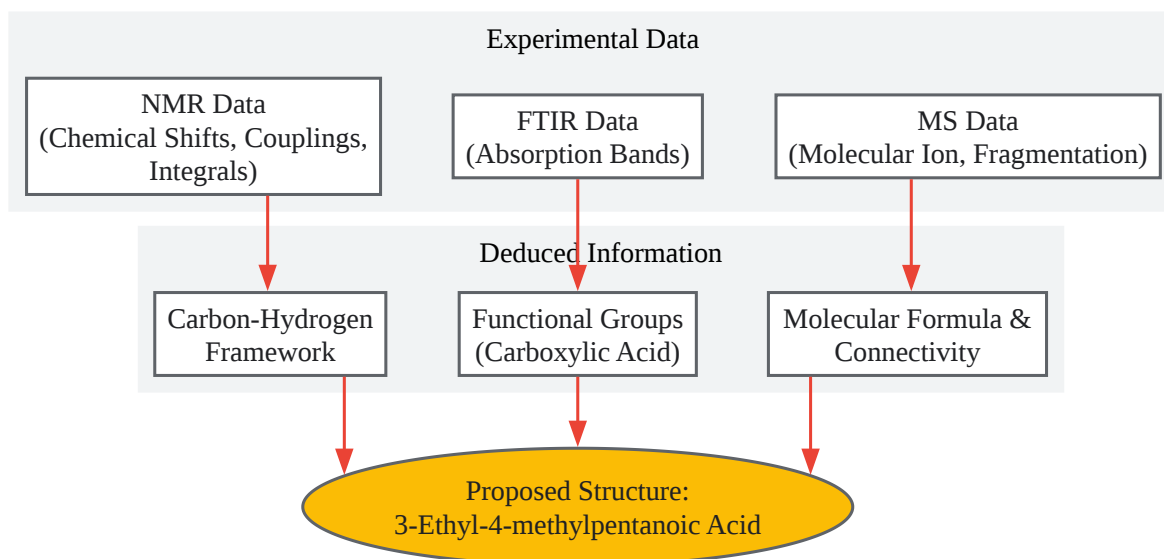 Experimental Data
NMR Data
(Chemical Shifts, Couplings,
Integrals)
FTIR Data
(Absorption Bands)
MS Data
(Molecular Ion, Fragmentation)
Deduced Information
Carbon-Hydrogen
Framework
Functional Groups
(Carboxylic Acid)
Molecular Formula &
Connectivity
Proposed Structure:
3-Ethyl-4-methylpentanoic Acid